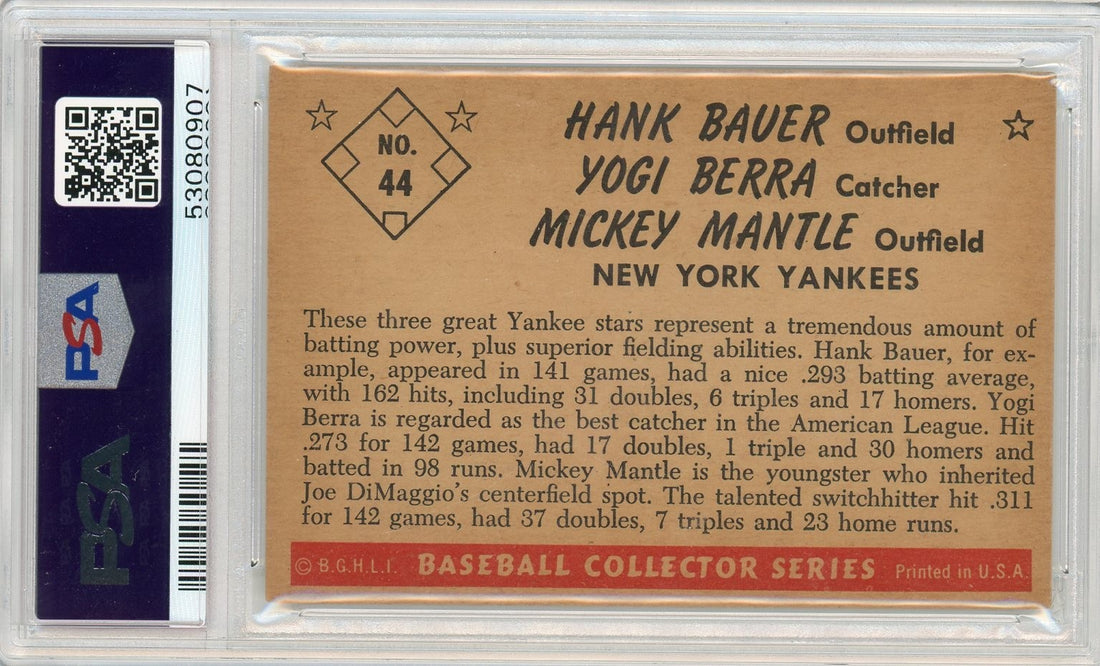 53080907
PSA
PSA
NO.
44
HANK BAUER Outfield
YOGI BERRA Catcher
MICKEY MANTLE Outfield
NEW YORK YANKEES
These three great Yankee stars represent a tremendous amount of
batting power, plus superior fielding abilities. Hank Bauer, for ex-
ample, appeared in 141 games, had a nice .293 batting average,
with 162 hits, including 31 doubles, 6 triples and 17 homers. Yogi
Berra is regarded as the best catcher in the American League. Hit
.273 for 142 games, had 17 doubles, 1 triple and 30 homers and
batted in 98 runs. Mickey Mantle is the youngster who inherited
Joe DiMaggio's centerfield spot. The talented switchhitter hit .311
for 142 games, had 37 doubles, 7 triples and 23 home runs.
© B.G.H.L.I. BASEBALL COLLECTOR SERIES Printed in U.S.A.